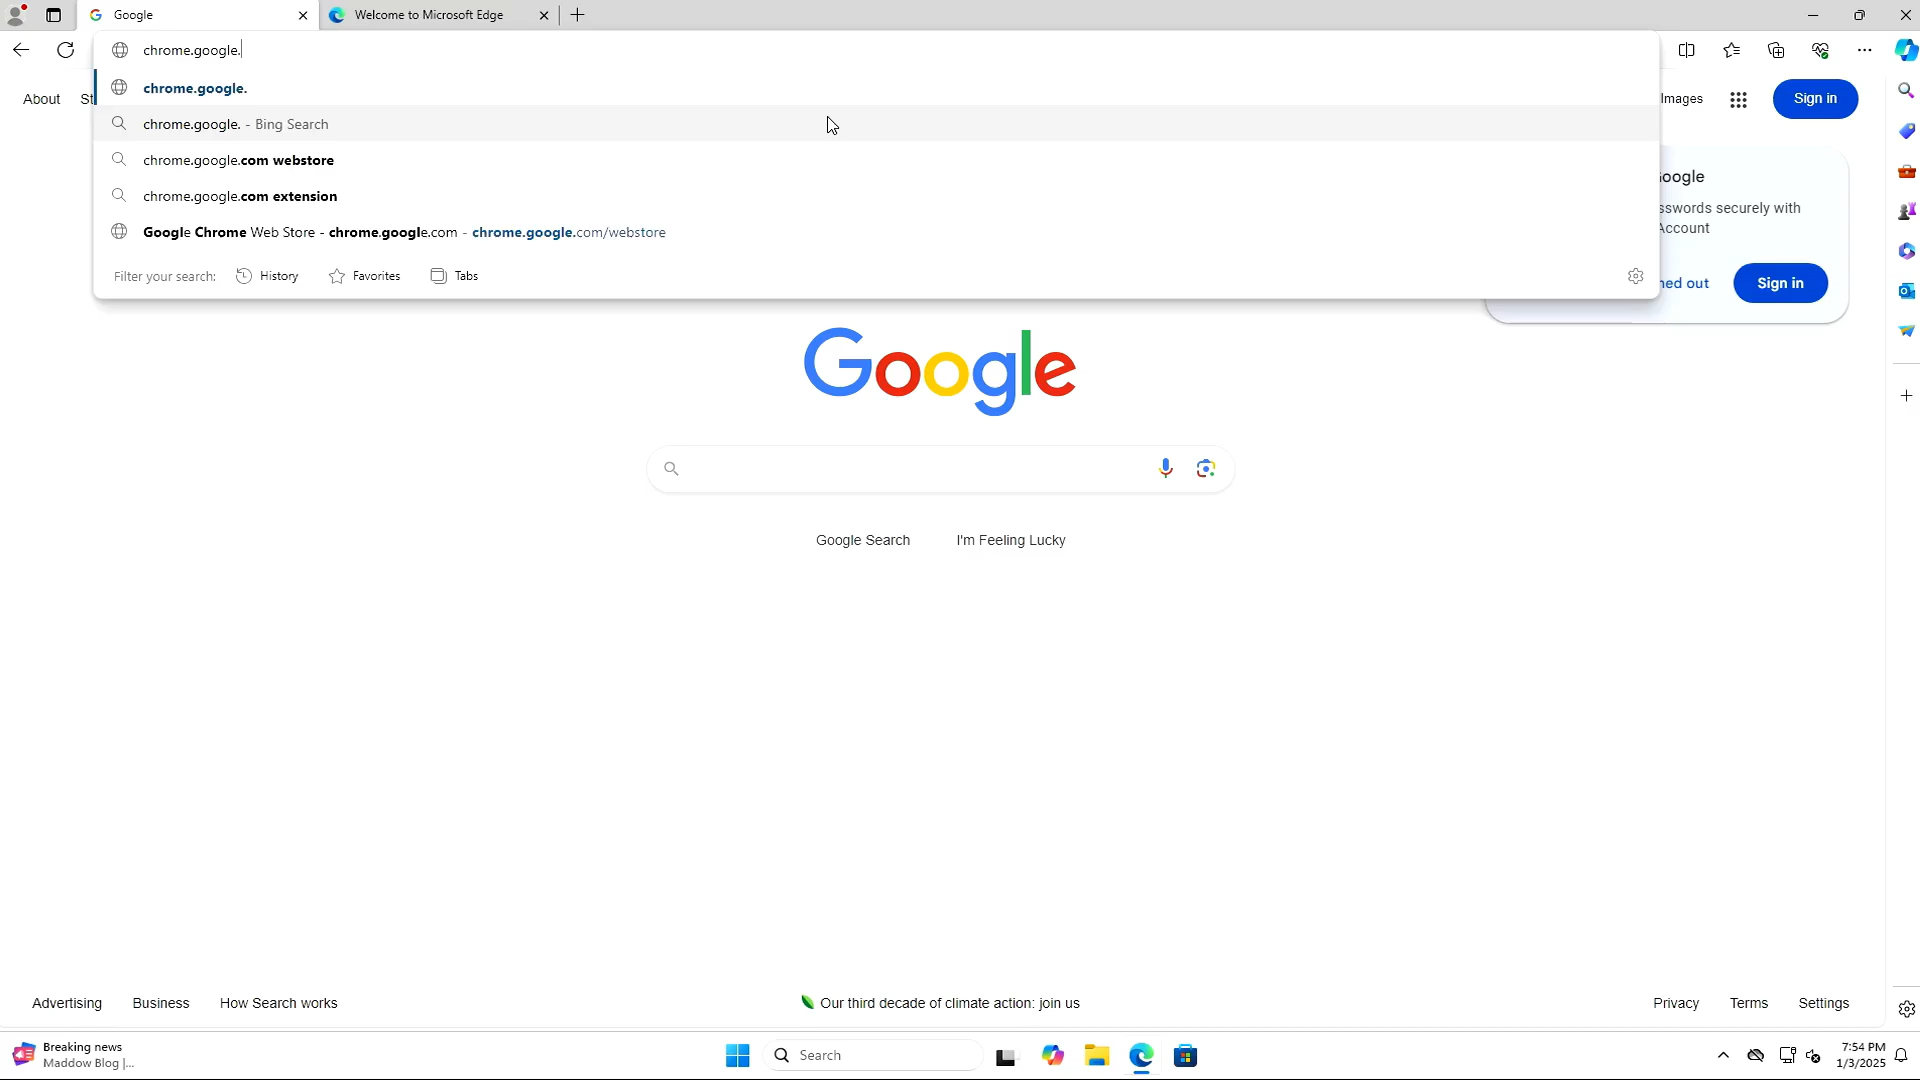 Google
Welcome to Microsoft Edge
chrome.google.
chrome.google.
About St
chrome.google. - Bing Search
chrome.google.com webstore
chrome.google.com extension
Google Chrome Web Store - chrome.google.com - chrome.google.com/webstore
Filter your search: History Favorites Tabs
Images
Sign in
oogle
sswords securely with
Account
ned out Sign in
Google
Google Search I'm Feeling Lucky
Advertising Business How Search works
Our third decade of climate action: join us
Privacy Terms Settings
Breaking news
Maddow Blog |...
Search
7:54 PM
1/3/2025